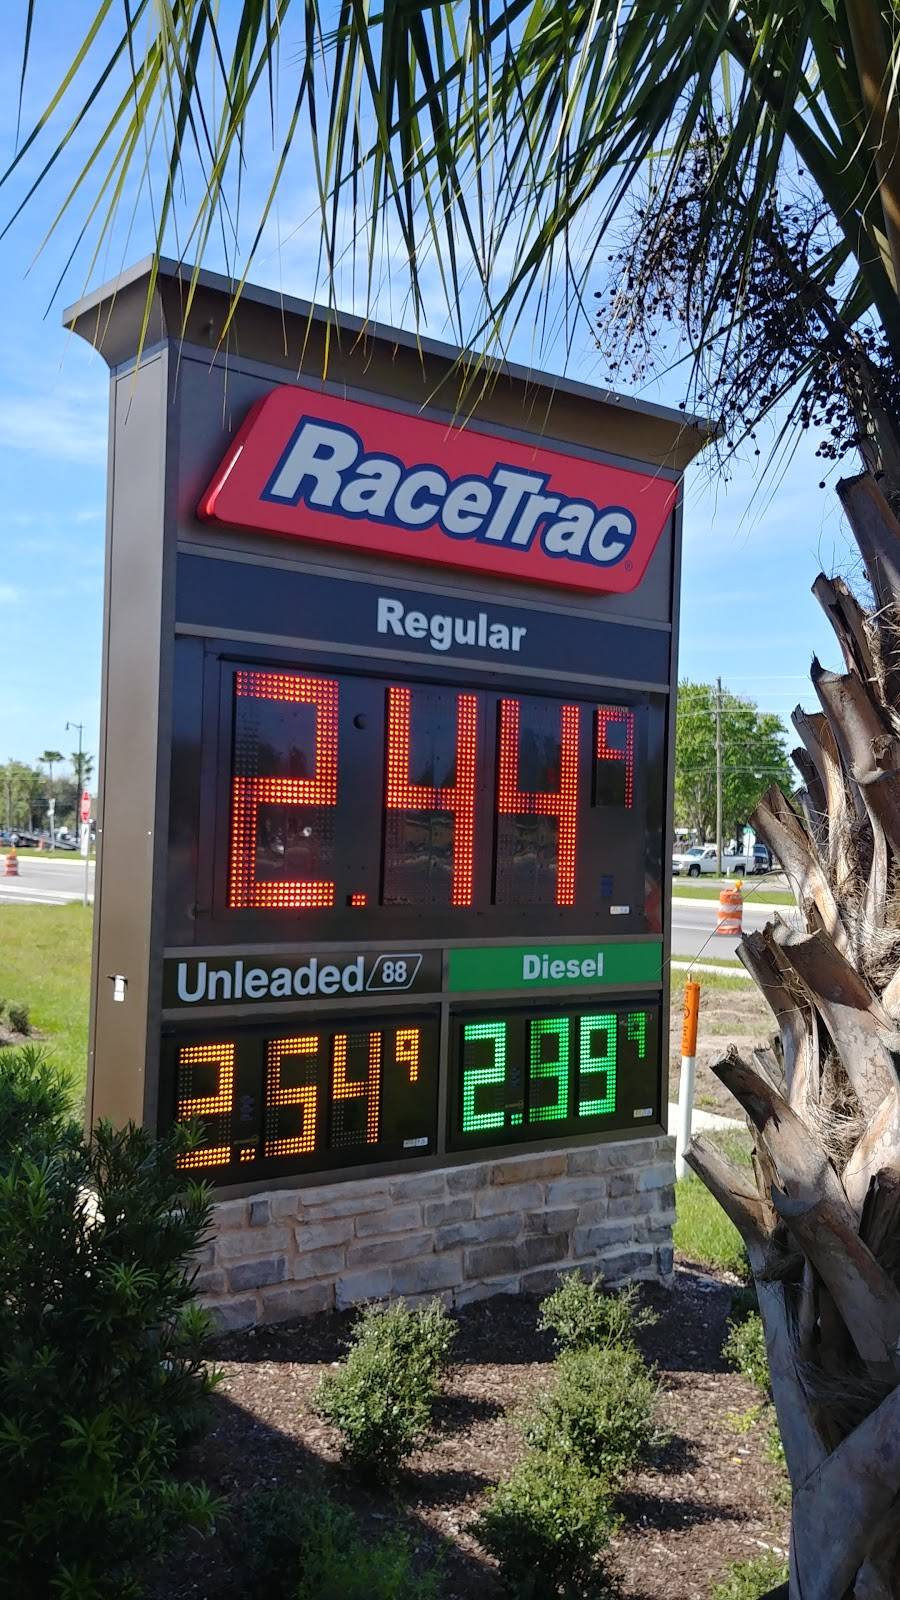 RaceTrac®
Regular
2.44 9
Unleaded 88
Diesel
2.54 9
2.99 9